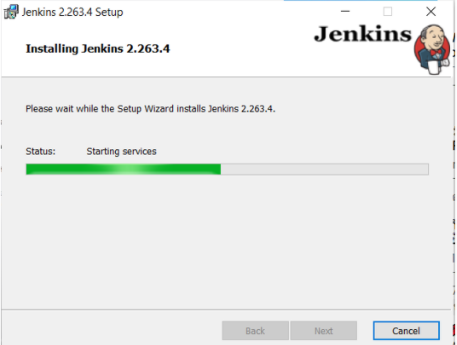 Jenkins 2.263.4 Setup
Jenkins
Installing Jenkins 2.263.4
Please wait while the Setup Wizard installs Jenkins 2.263.4.
Status: Starting services
Back Next Cancel